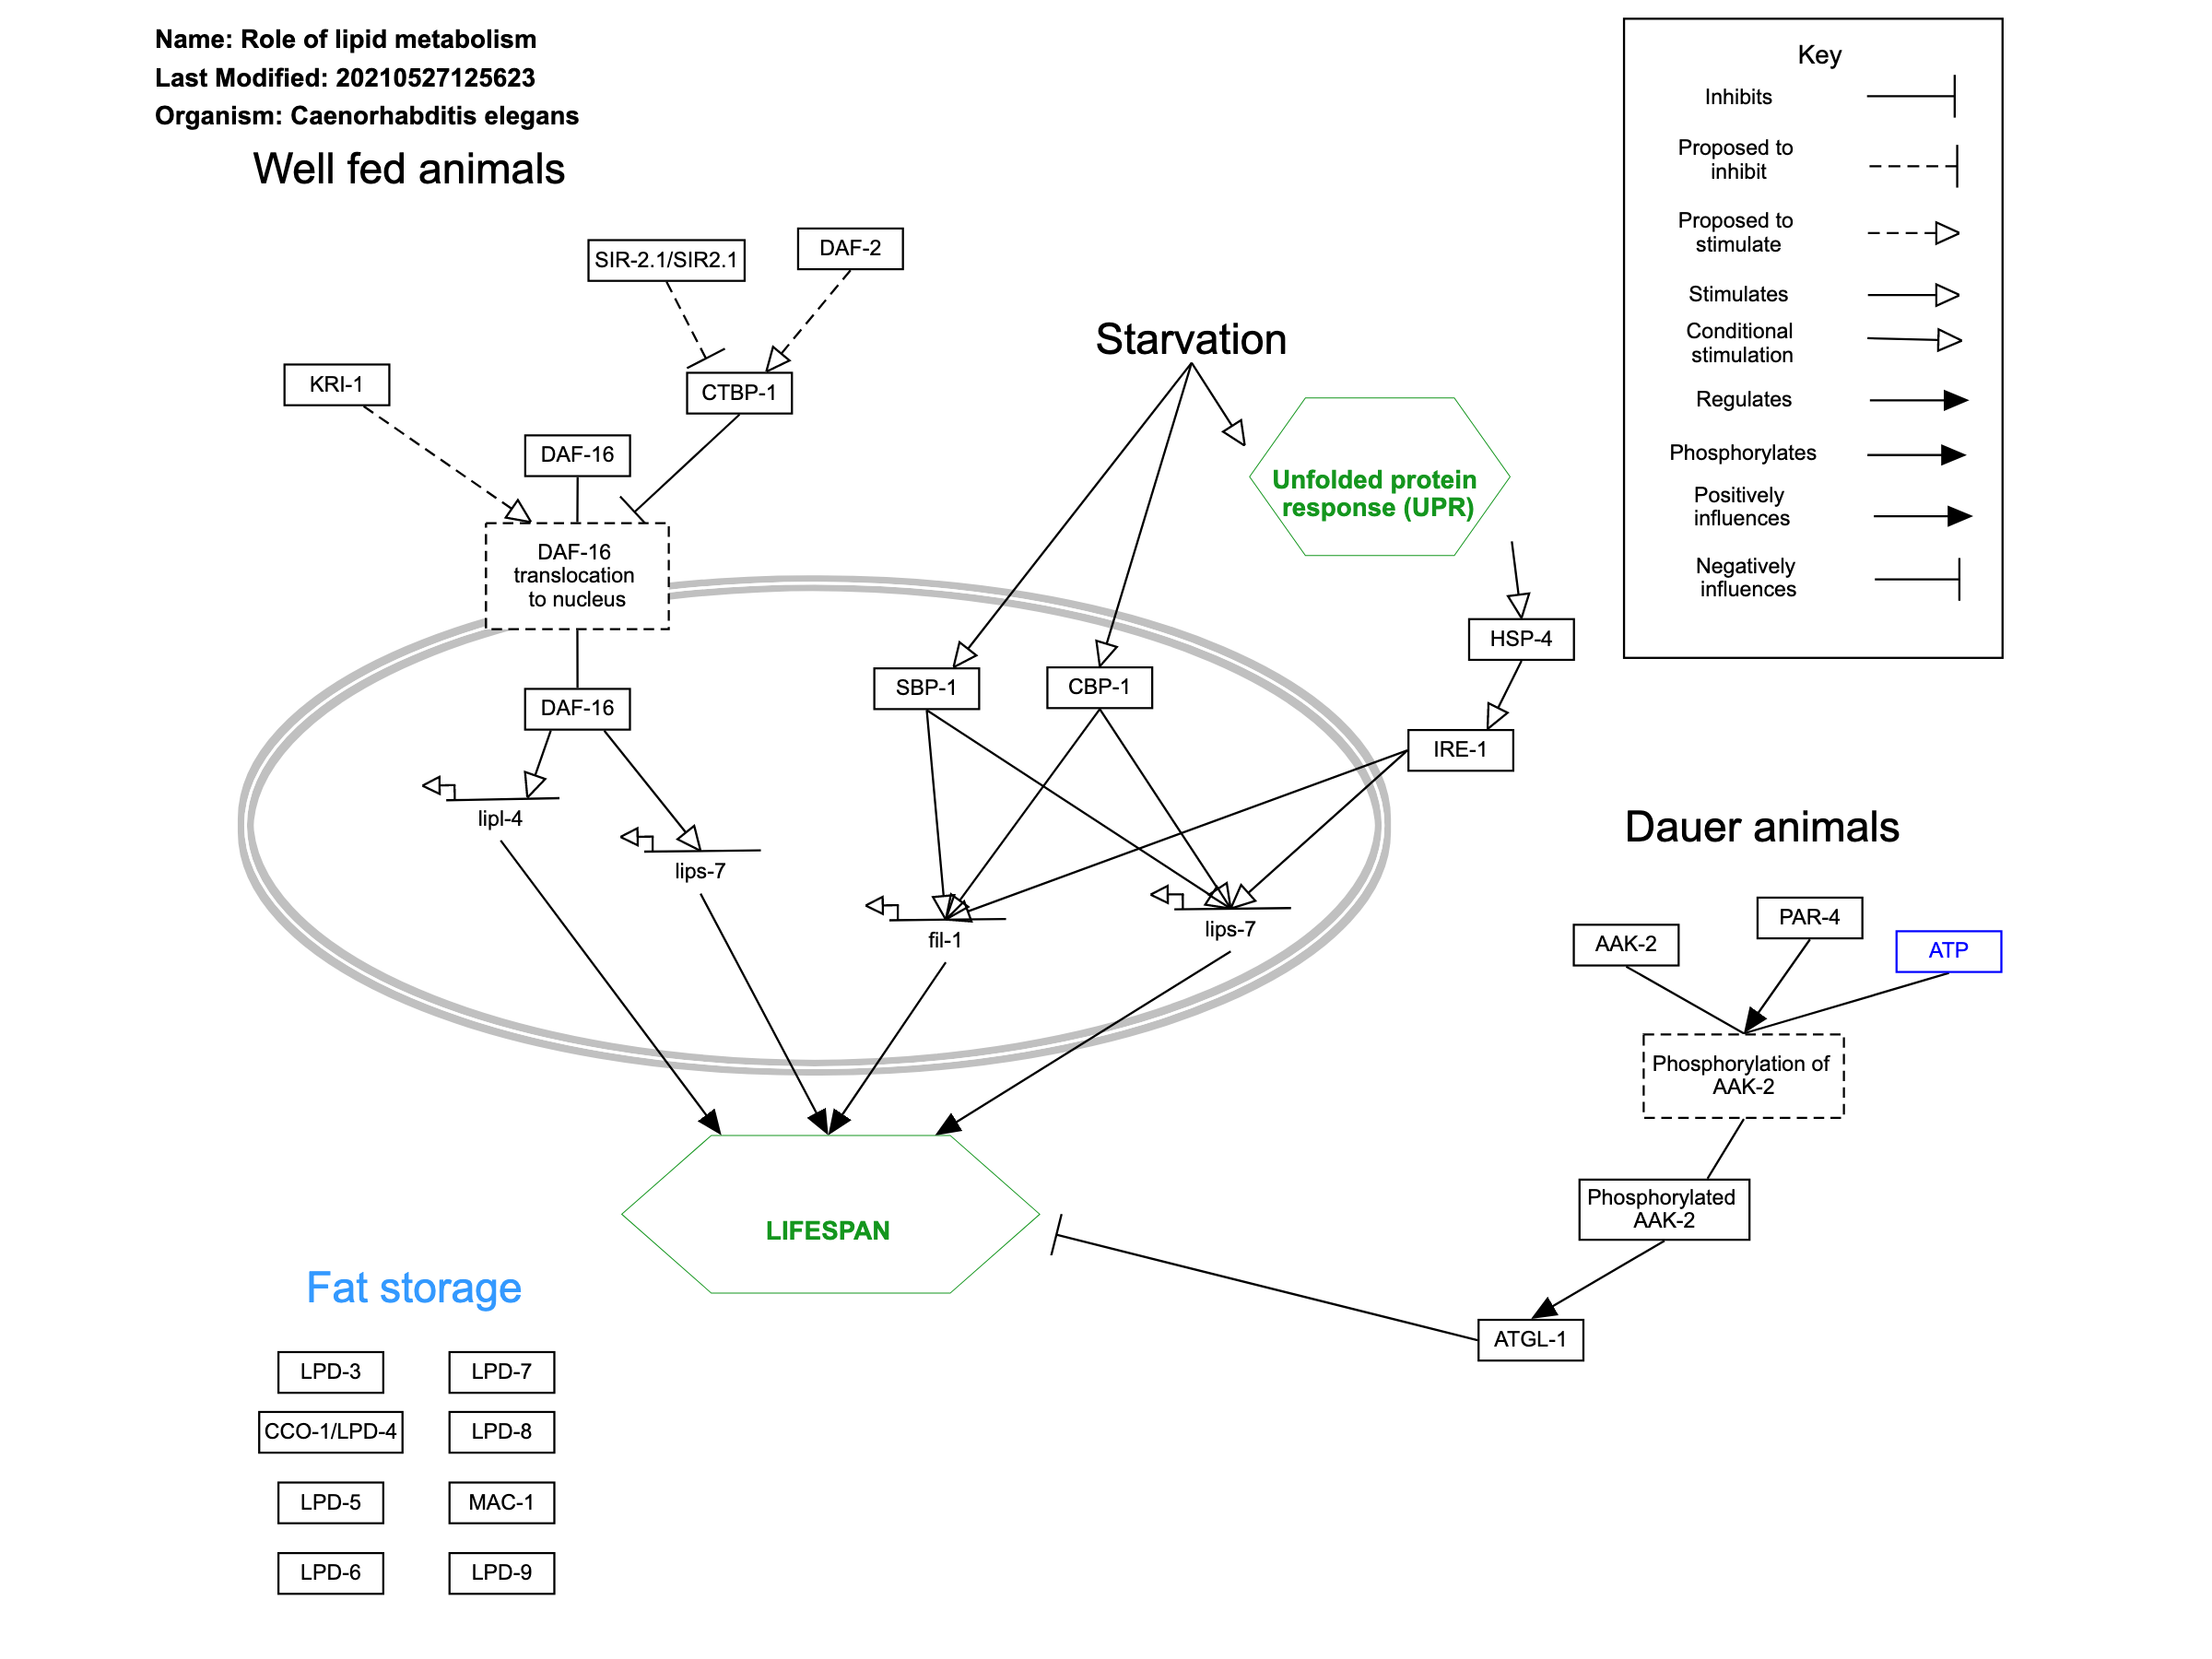 Name: Role of lipid metabolism
Last Modified: 20210527125623
Organism: Caenorhabditis elegans
Well fed animals
SIR-2.1/SIR2.1
DAF-2
KRI-1
CTBP-1
DAF-16
DAF-16
translocation
to nucleus
DAF-16
lipl-4
lips-7
Starvation
Unfolded protein
response (UPR)
HSP-4
SBP-1
CBP-1
IRE-1
fil-1
lips-7
LIFESPAN
Key
Inhibits
Proposed to
inhibit
Proposed to
stimulate
Stimulates
Conditional
stimulation
Regulates
Phosphorylates
Positively
influences
Negatively
influences
Dauer animals
AAK-2
PAR-4
ATP
Phosphorylation of
AAK-2
Phosphorylated
AAK-2
ATGL-1
Fat storage
LPD-3
LPD-7
CCO-1/LPD-4
LPD-8
LPD-5
MAC-1
LPD-6
LPD-9